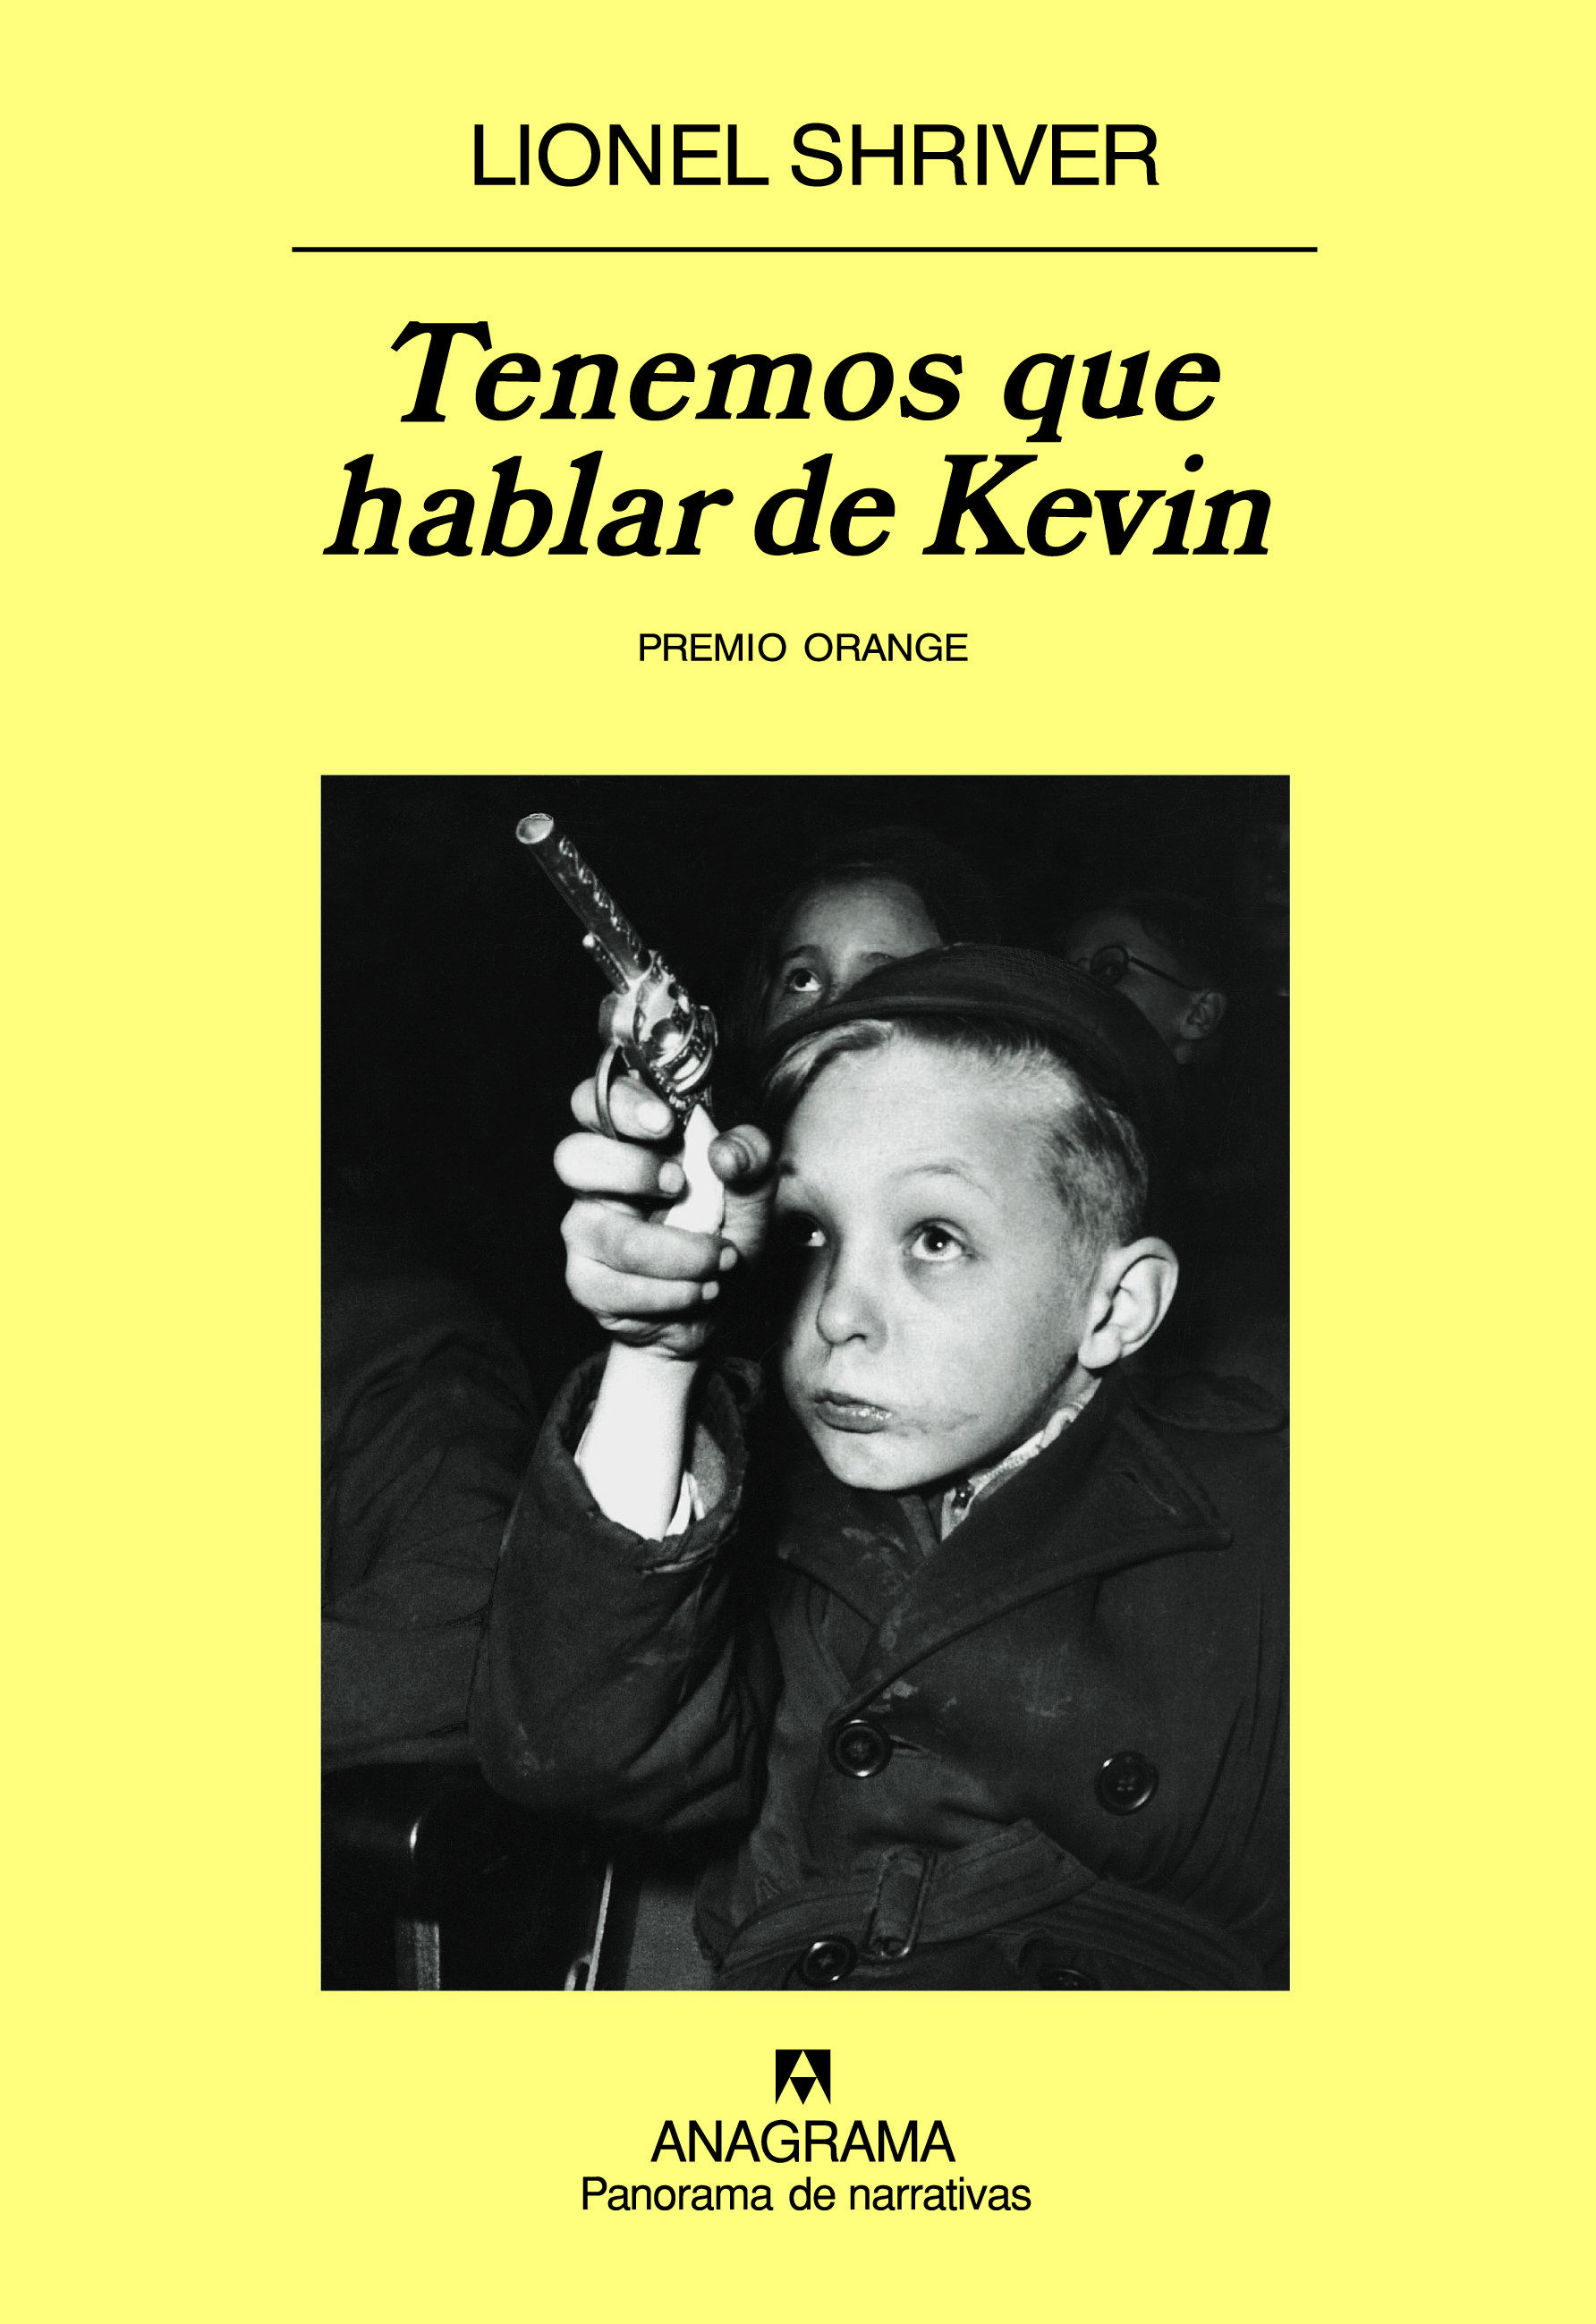 LIONEL SHRIVER
Tenemos que
hablar de Kevin
PREMIO ORANGE
ANAGRAMA
Panorama de narrativas